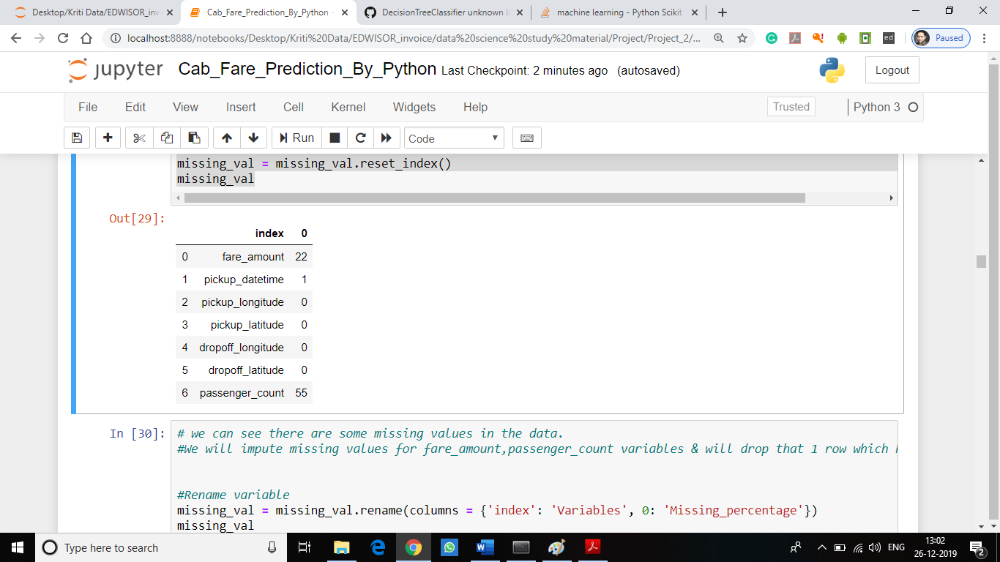 Desktop/Kriti Data/EDWISOR_inv
Cab_Fare_Prediction_By_Python -
DecisionTreeClassifier unknown la
machine learning - Python Scikit
localhost:8888/notebooks/Desktop/Kriti%20Data/EDWISOR_invoice/data%20science%20study%20material/Project/Project_2/...
ed
Paused
jupyter Cab_Fare_Prediction_By_Python Last Checkpoint: 2 minutes ago (autosaved)
Logout
File Edit View Insert Cell Kernel Widgets Help
Trusted
Python 3
Run
Code
missing_val = missing_val.reset_index()
missing_val
Out[29]:
index 0
0 fare_amount 22
1 pickup_datetime 1
2 pickup_longitude 0
3 pickup_latitude 0
4 dropoff_longitude 0
5 dropoff_latitude 0
6 passenger_count 55
In [30]:
# we can see there are some missing values in the data.
#We will impute missing values for fare_amount,passenger_count variables & will drop that 1 row which
#Rename variable
missing_val = missing_val.rename(columns = {'index': 'Variables', 0: 'Missing_percentage'})
missing_val
Type here to search
ENG
13:02
26-12-2019
2